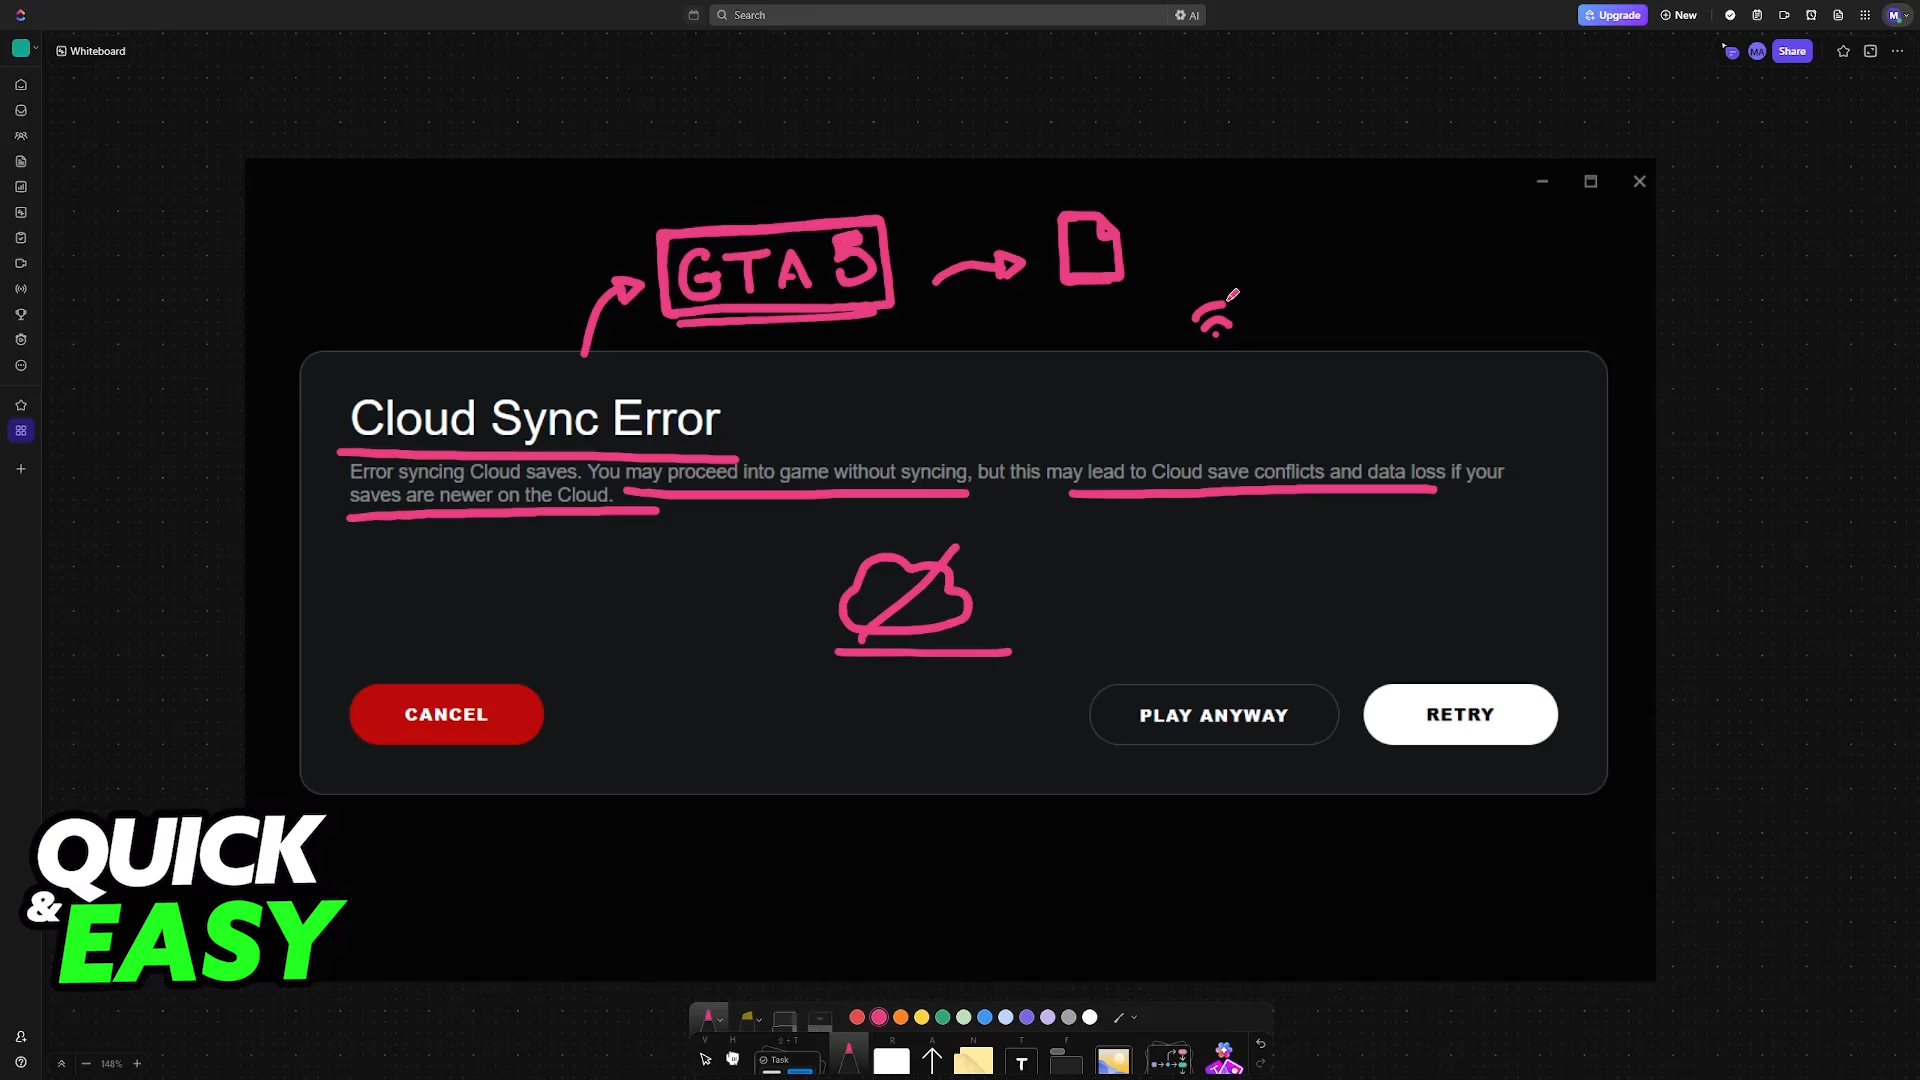 Search
AI
Upgrade
New
M
Whiteboard
MA
Share
GTA 5
Cloud Sync Error
Error syncing Cloud saves. You may proceed into game without syncing, but this may lead to Cloud save conflicts and data loss if your
saves are newer on the Cloud.
CANCEL
PLAY ANYWAY
RETRY
QUICK
&
EASY
V
H
⇧ + T
R
A
N
T
F
Task
T
148%